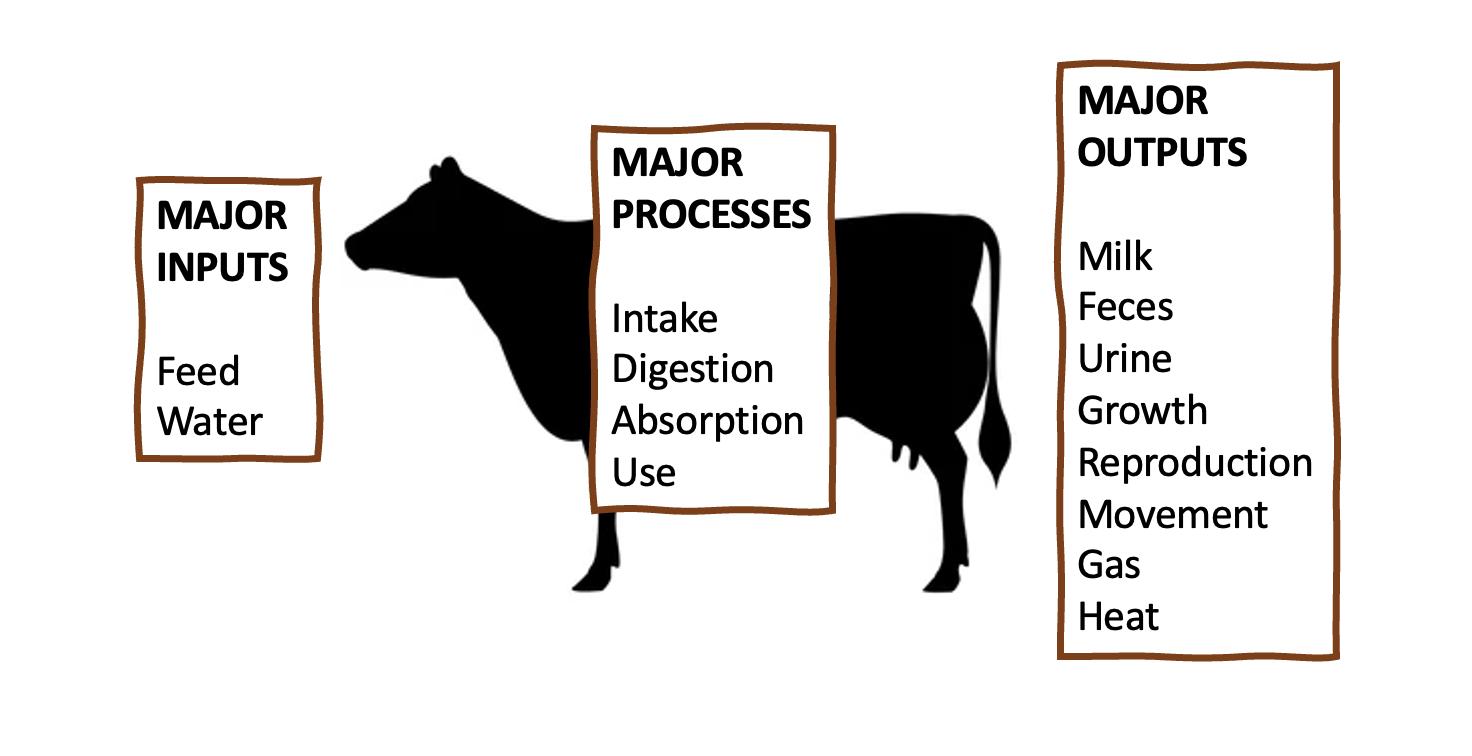 MAJOR
INPUTS
Feed
Water
MAJOR
PROCESSES
Intake
Digestion
Absorption
Use
MAJOR
OUTPUTS
Milk
Feces
Urine
Growth
Reproduction
Movement
Gas
Heat